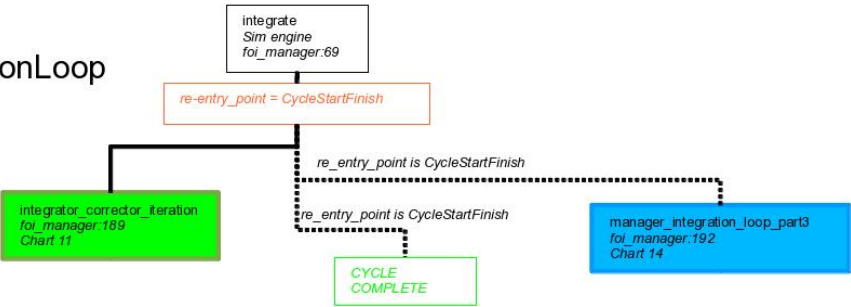 integrate
Sim engine
foi_manager:69
onLoop
re-entry_point = CycleStartFinish
re_entry_point is CycleStartFinish
integrator_corrector_iteration
foi_manager:189
Chart 11
re_entry_point is CycleStartFinish
manager_integration_loop_part3
foi_manager:192
Chart 14
CYCLE
COMPLETE